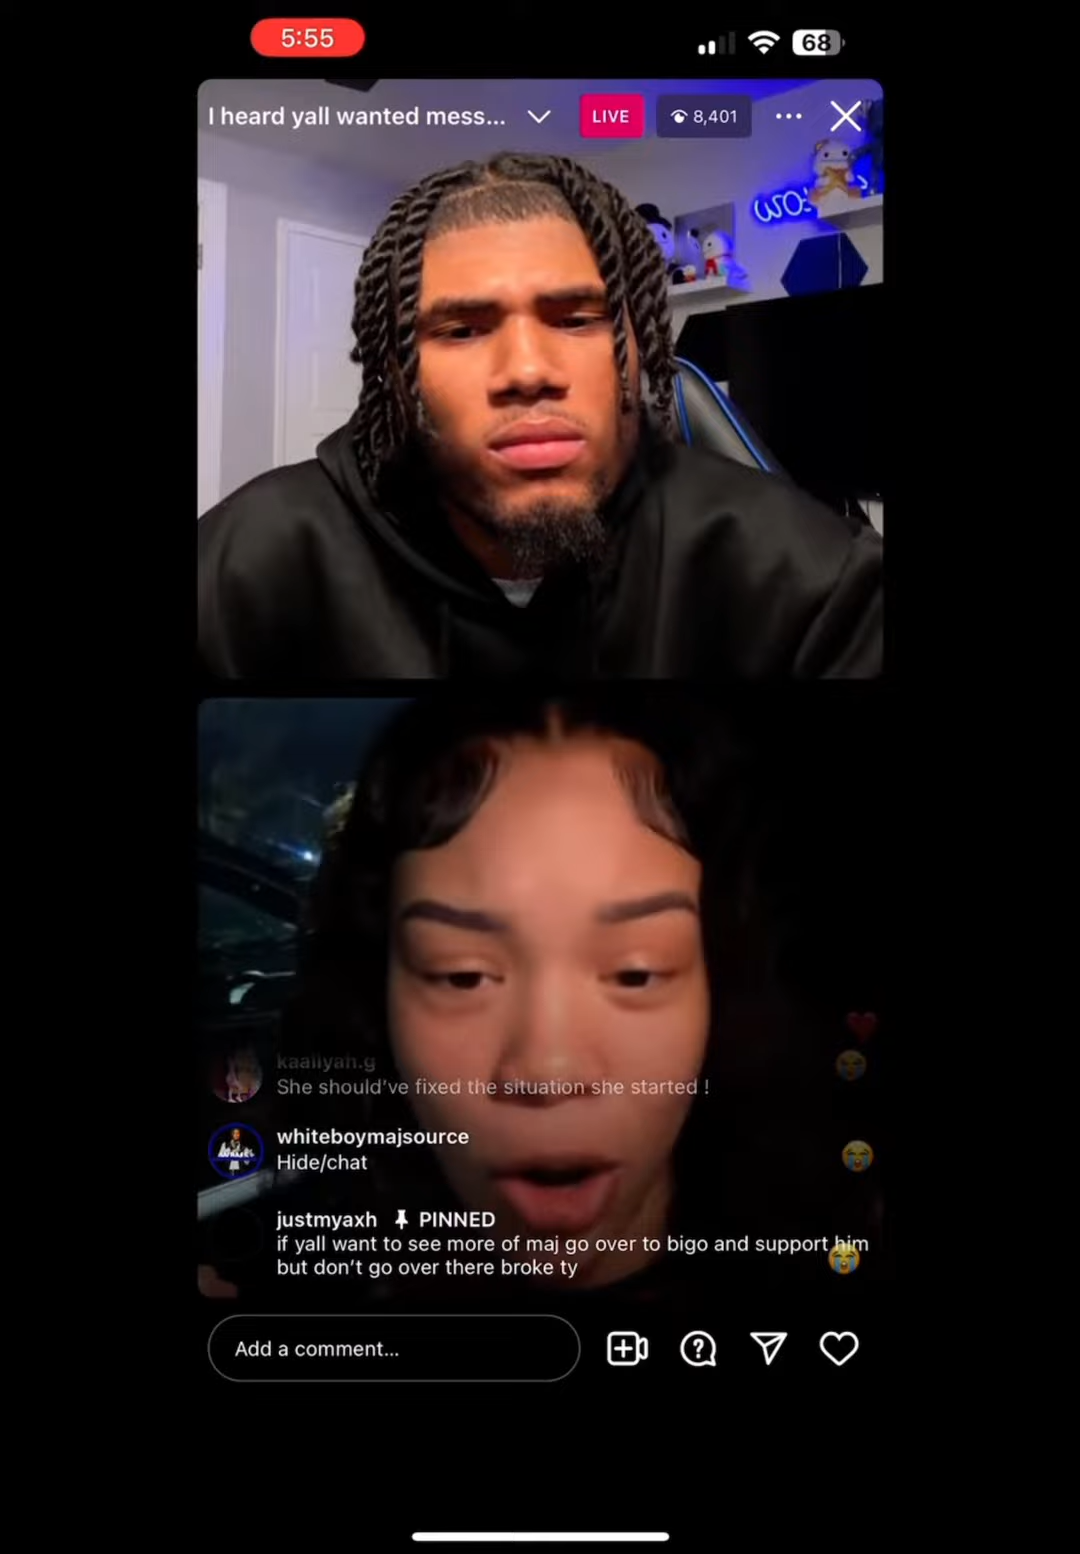 5:55
68
I heard yall wanted mess...
LIVE
8,401
kaaliyah.g
She should've fixed the situation she started !
whiteboymajsource
Hide/chat
justmyaxh PINNED
if yall want to see more of maj go over to bigo and support him
but don't go over there broke ty
Add a comment...